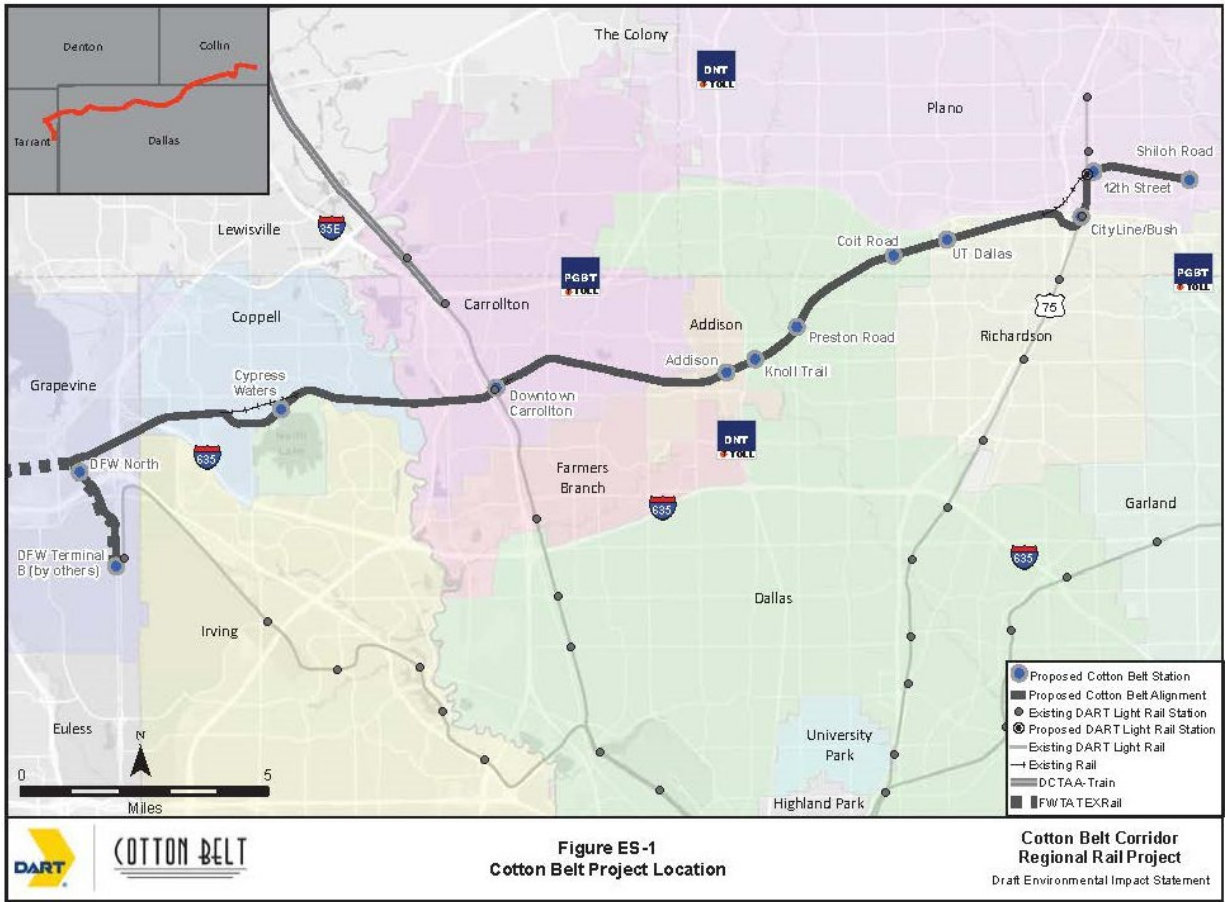 Denton
Collin
Tarrant
Dallas
The Colony
DNT
TOLL
Plano
Shiloh Road
12th Street
CityLine/Bush
Lewisville
35E
Coit Road
UT Dallas
PGBT
TOLL
PGBT
TOLL
Carrollton
75
Coppell
Addison
Richardson
Preston Road
Addison
Knoll Trail
Grapevine
Cypress
Waters
Downtown
Carrollton
North
Lake
DNT
TOLL
635
DFW North
Farmers
Branch
635
Garland
DFW Terminal
B (by others)
635
Dallas
Irving
Euless
N
0
5
Miles
University
Park
Highland Park
Proposed Cotton Belt Station
Proposed Cotton Belt Alignment
Existing DART Light Rail Station
Proposed DART Light Rail Station
Existing DART Light Rail
Existing Rail
DCTAA-Train
FWTATEXRail
DART
COTTON BELT
Figure ES-1
Cotton Belt Project Location
Cotton Belt Corridor
Regional Rail Project
Draft Environmental Impact Statement